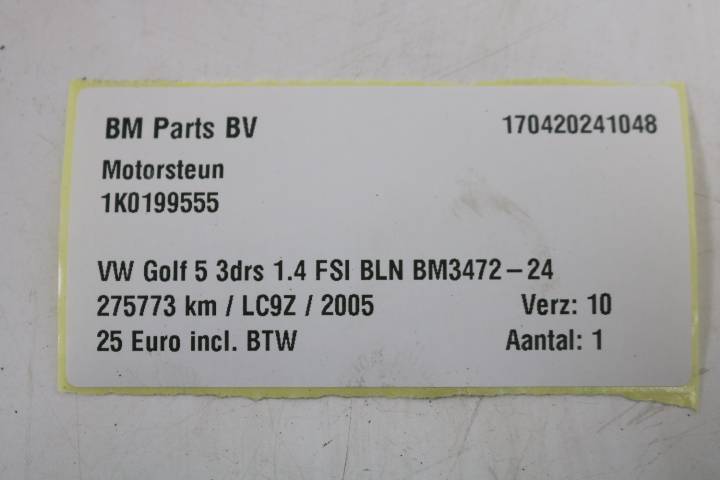 BM Parts BV 170420241048
Motorsteun
1K0199555
VW Golf 5 3drs 1.4 FSI BLN BM3472-24
275773 km / LC9Z / 2005 Verz: 10
25 Euro incl. BTW Aantal: 1